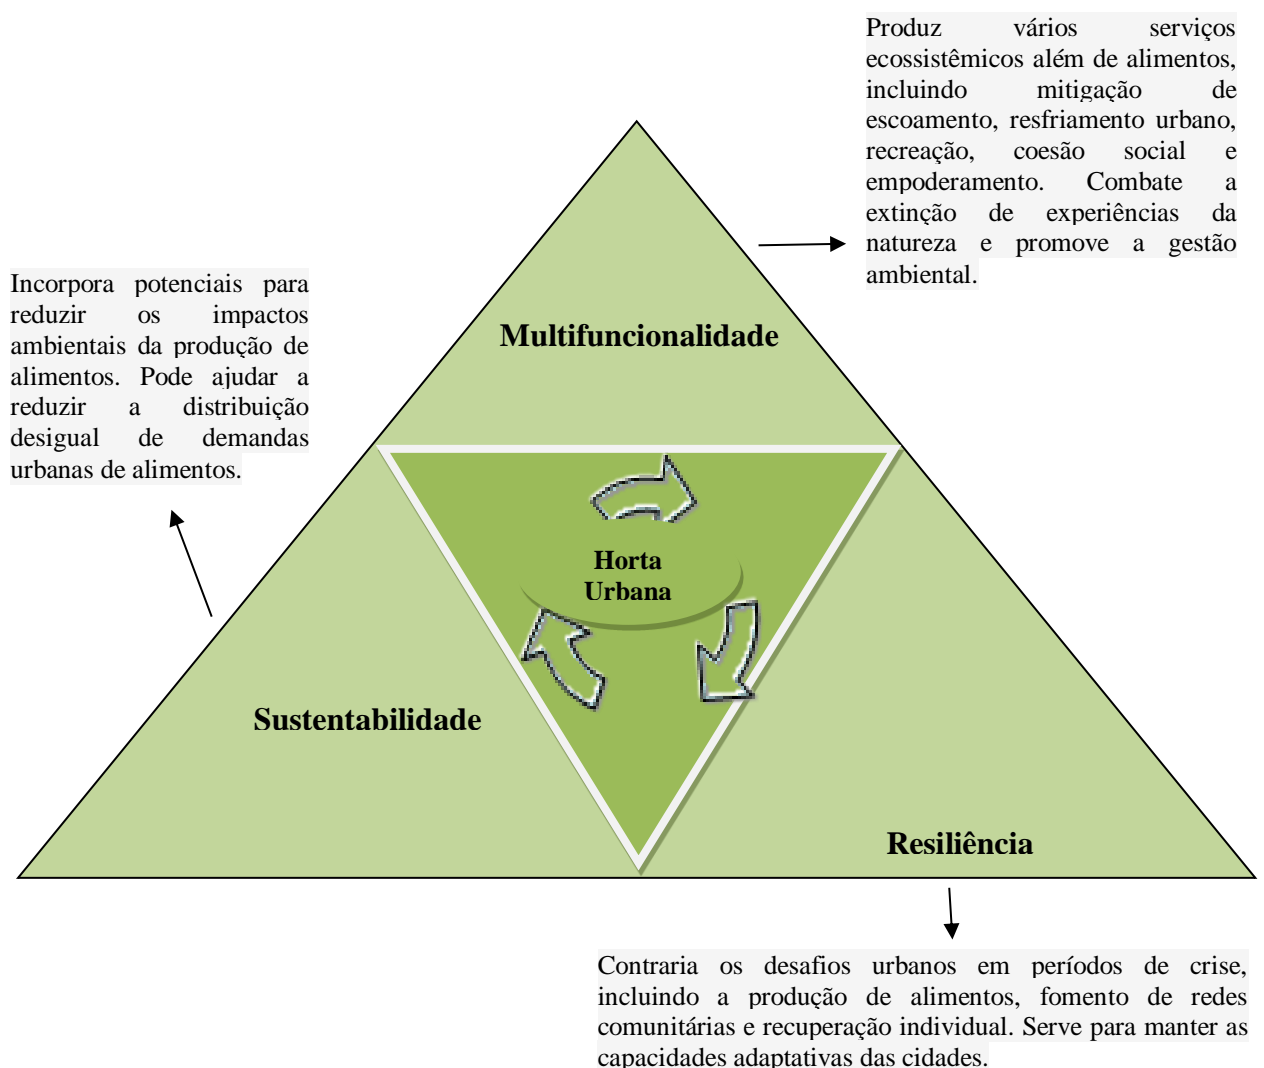 Produz vários serviços
ecossistêmicos além de alimentos,
incluindo mitigação de
escoamento, resfriamento urbano,
recreação, coesão social e
empoderamento. Combate a
extinção de experiências da
natureza e promove a gestão
ambiental.
Incorpora potenciais para
reduzir os impactos
ambientais da produção de
alimentos. Pode ajudar a
reduzir a distribuição
desigual de demandas
urbanas de alimentos.
Multifuncionalidade
Horta
Urbana
Sustentabilidade
Resiliência
Contraria os desafios urbanos em períodos de crise,
incluindo a produção de alimentos, fomento de redes
comunitárias e recuperação individual. Serve para manter as
capacidades adaptativas das cidades.